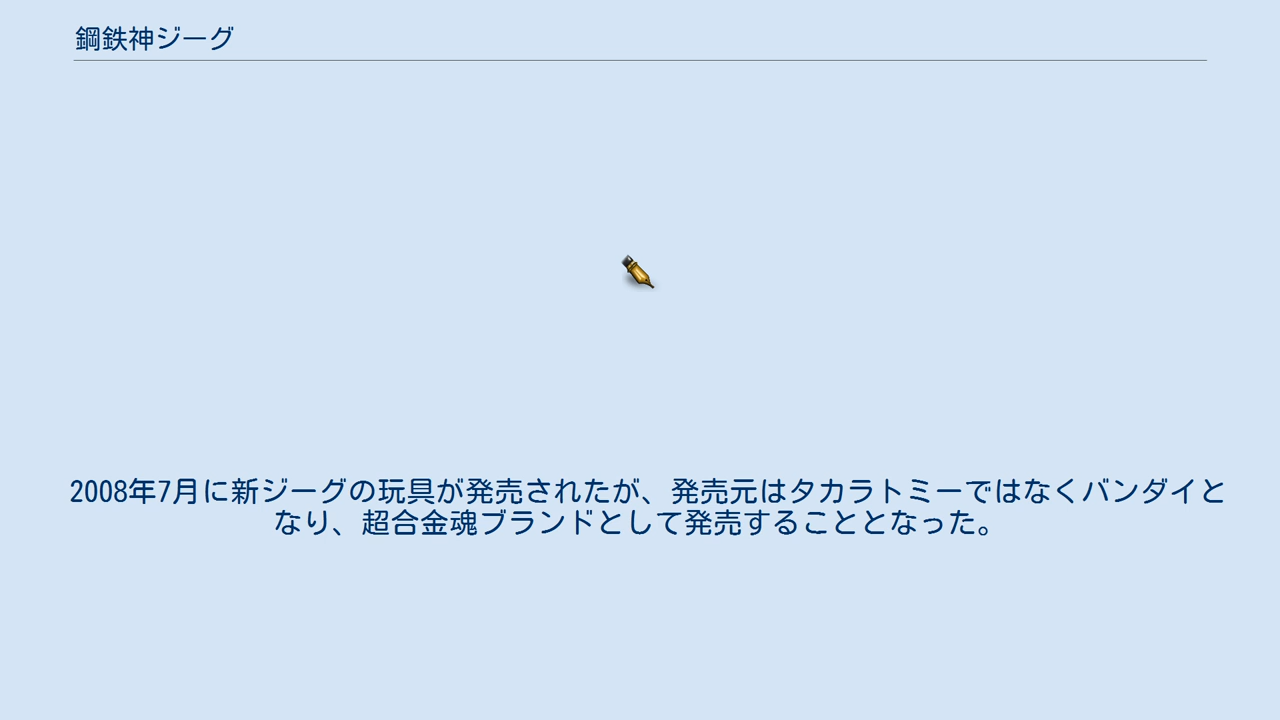 鋼鉄神ジーグ
2008年7月に新ジーグの玩具が発売されたが、発売元はタカラトミーではなくバンダイと
なり、超合金魂ブランドとして発売することとなった。